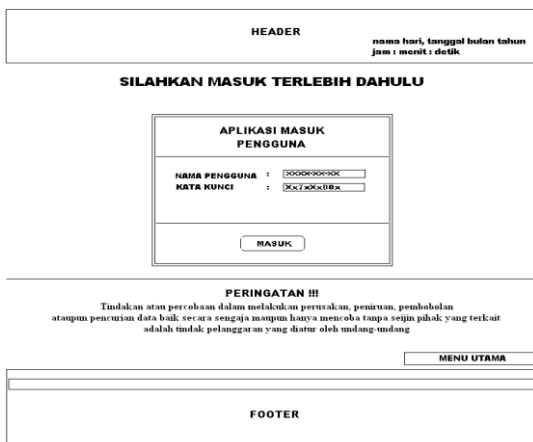 HEADER
nama hari, tanggal bulan tahun
jam : menit : detik
SILAHKAN MASUK TERLEBIH DAHULU
APLIKASI MASUK
PENGGUNA
NAMA PENGGUNA :
KATA KUNCI : Xx7xXx00x
MASUK
PERINGATAN !!!
Tindakan atau percobaan dalam melakukan perusakan, peniruan, pembobolan
ataupun pencurian data baik secara sengaja maupun hanya mencoba tanpa seijin pihak yang terkait
adalah tindak pelanggaran yang diatur oleh undang-undang
MENU UTAMA
FOOTER